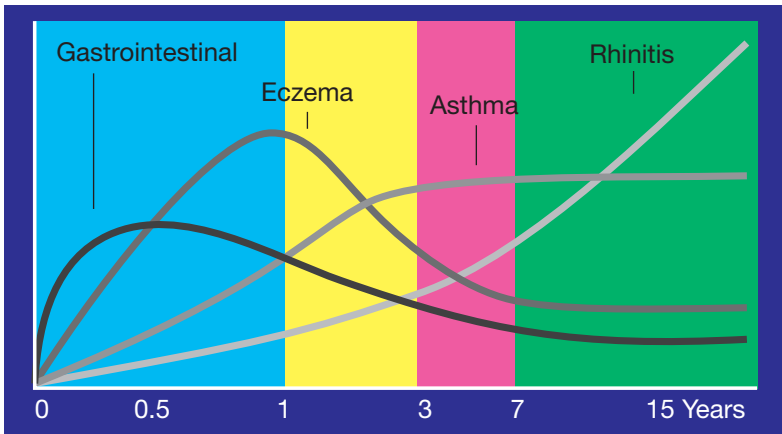 Gastrointestinal
Eczema
Asthma
Rhinitis
0 0.5 1 3 7 15 Years